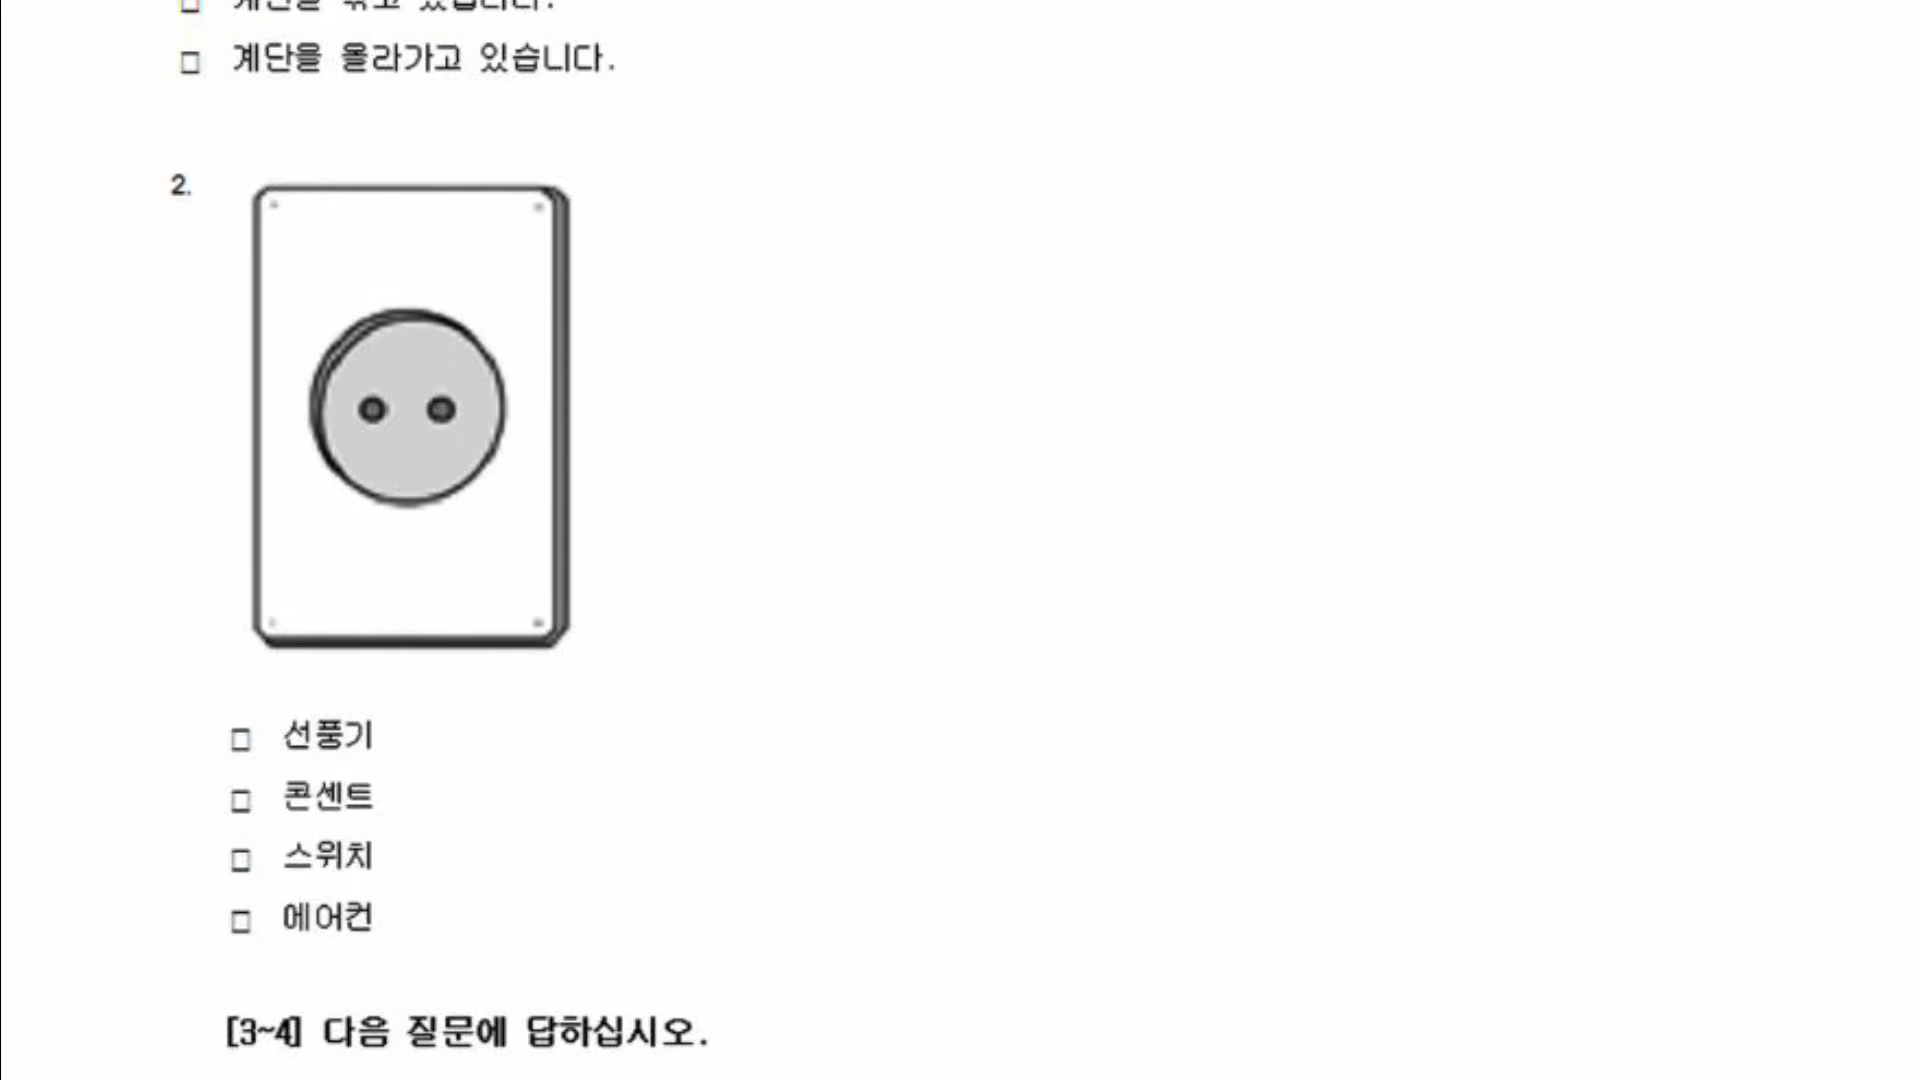 □ 계단을 올라가고 있습니다.
2.
□ 선풍기
□ 콘센트
□ 스위치
□ 에어컨
[3~4] 다음 질문에 답하십시오.